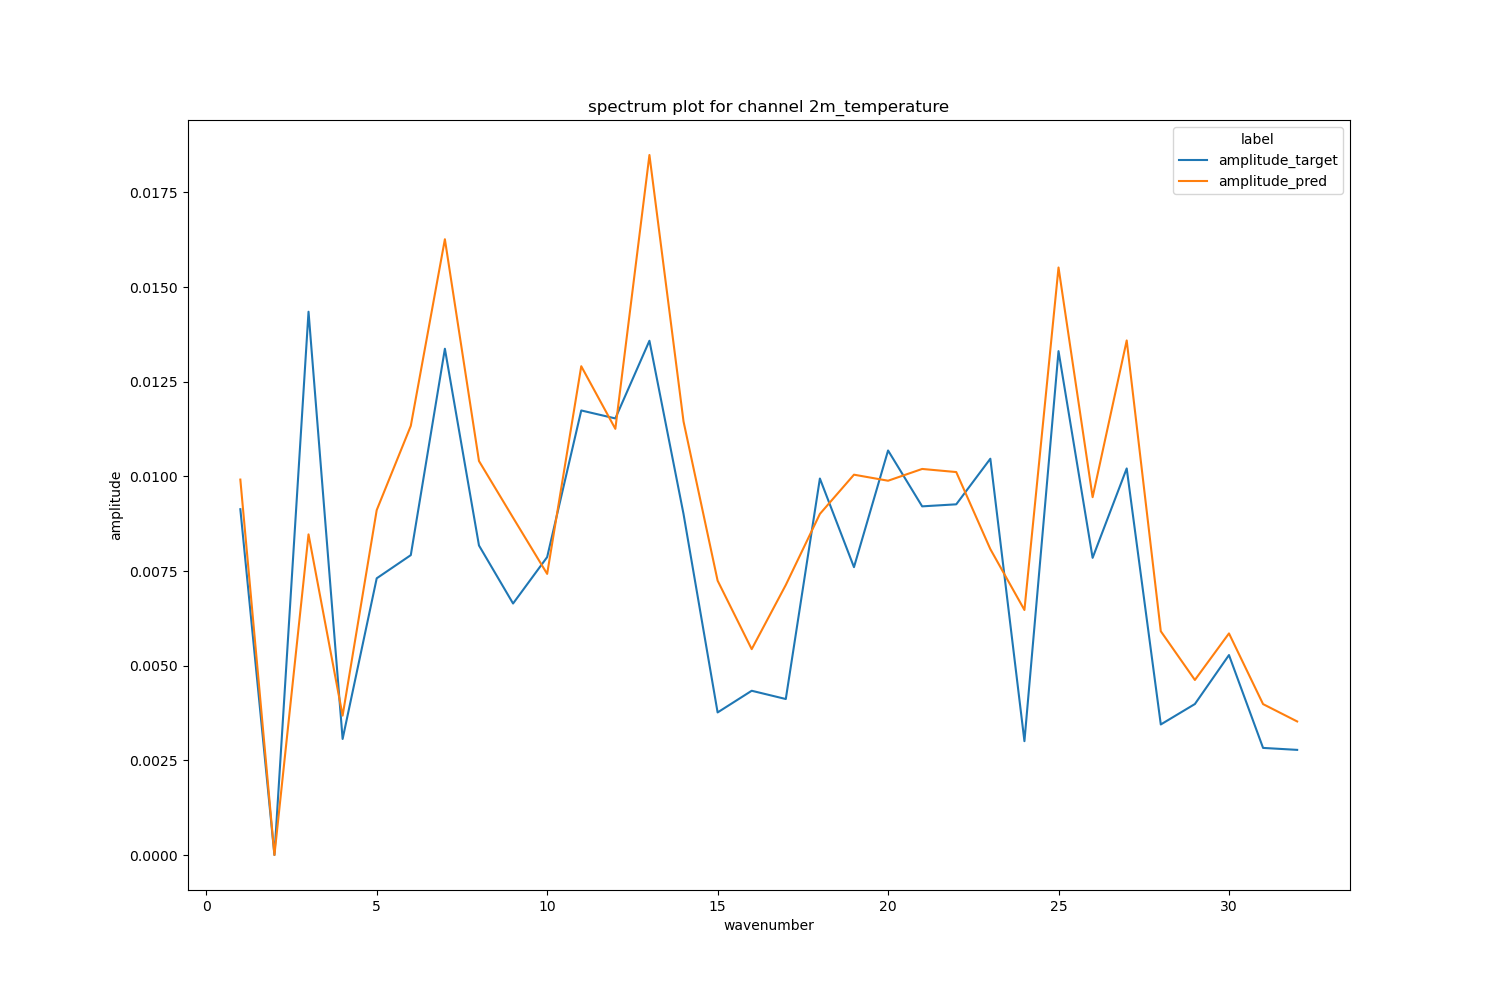 spectrum plot for channel 2m_temperature
label
amplitude_target
amplitude_pred
0.0175
0.0150
0.0125
0.0100
0.0075
0.0050
0.0025
0.0000
amplitude
0 5 10 15 20 25 30
wavenumber